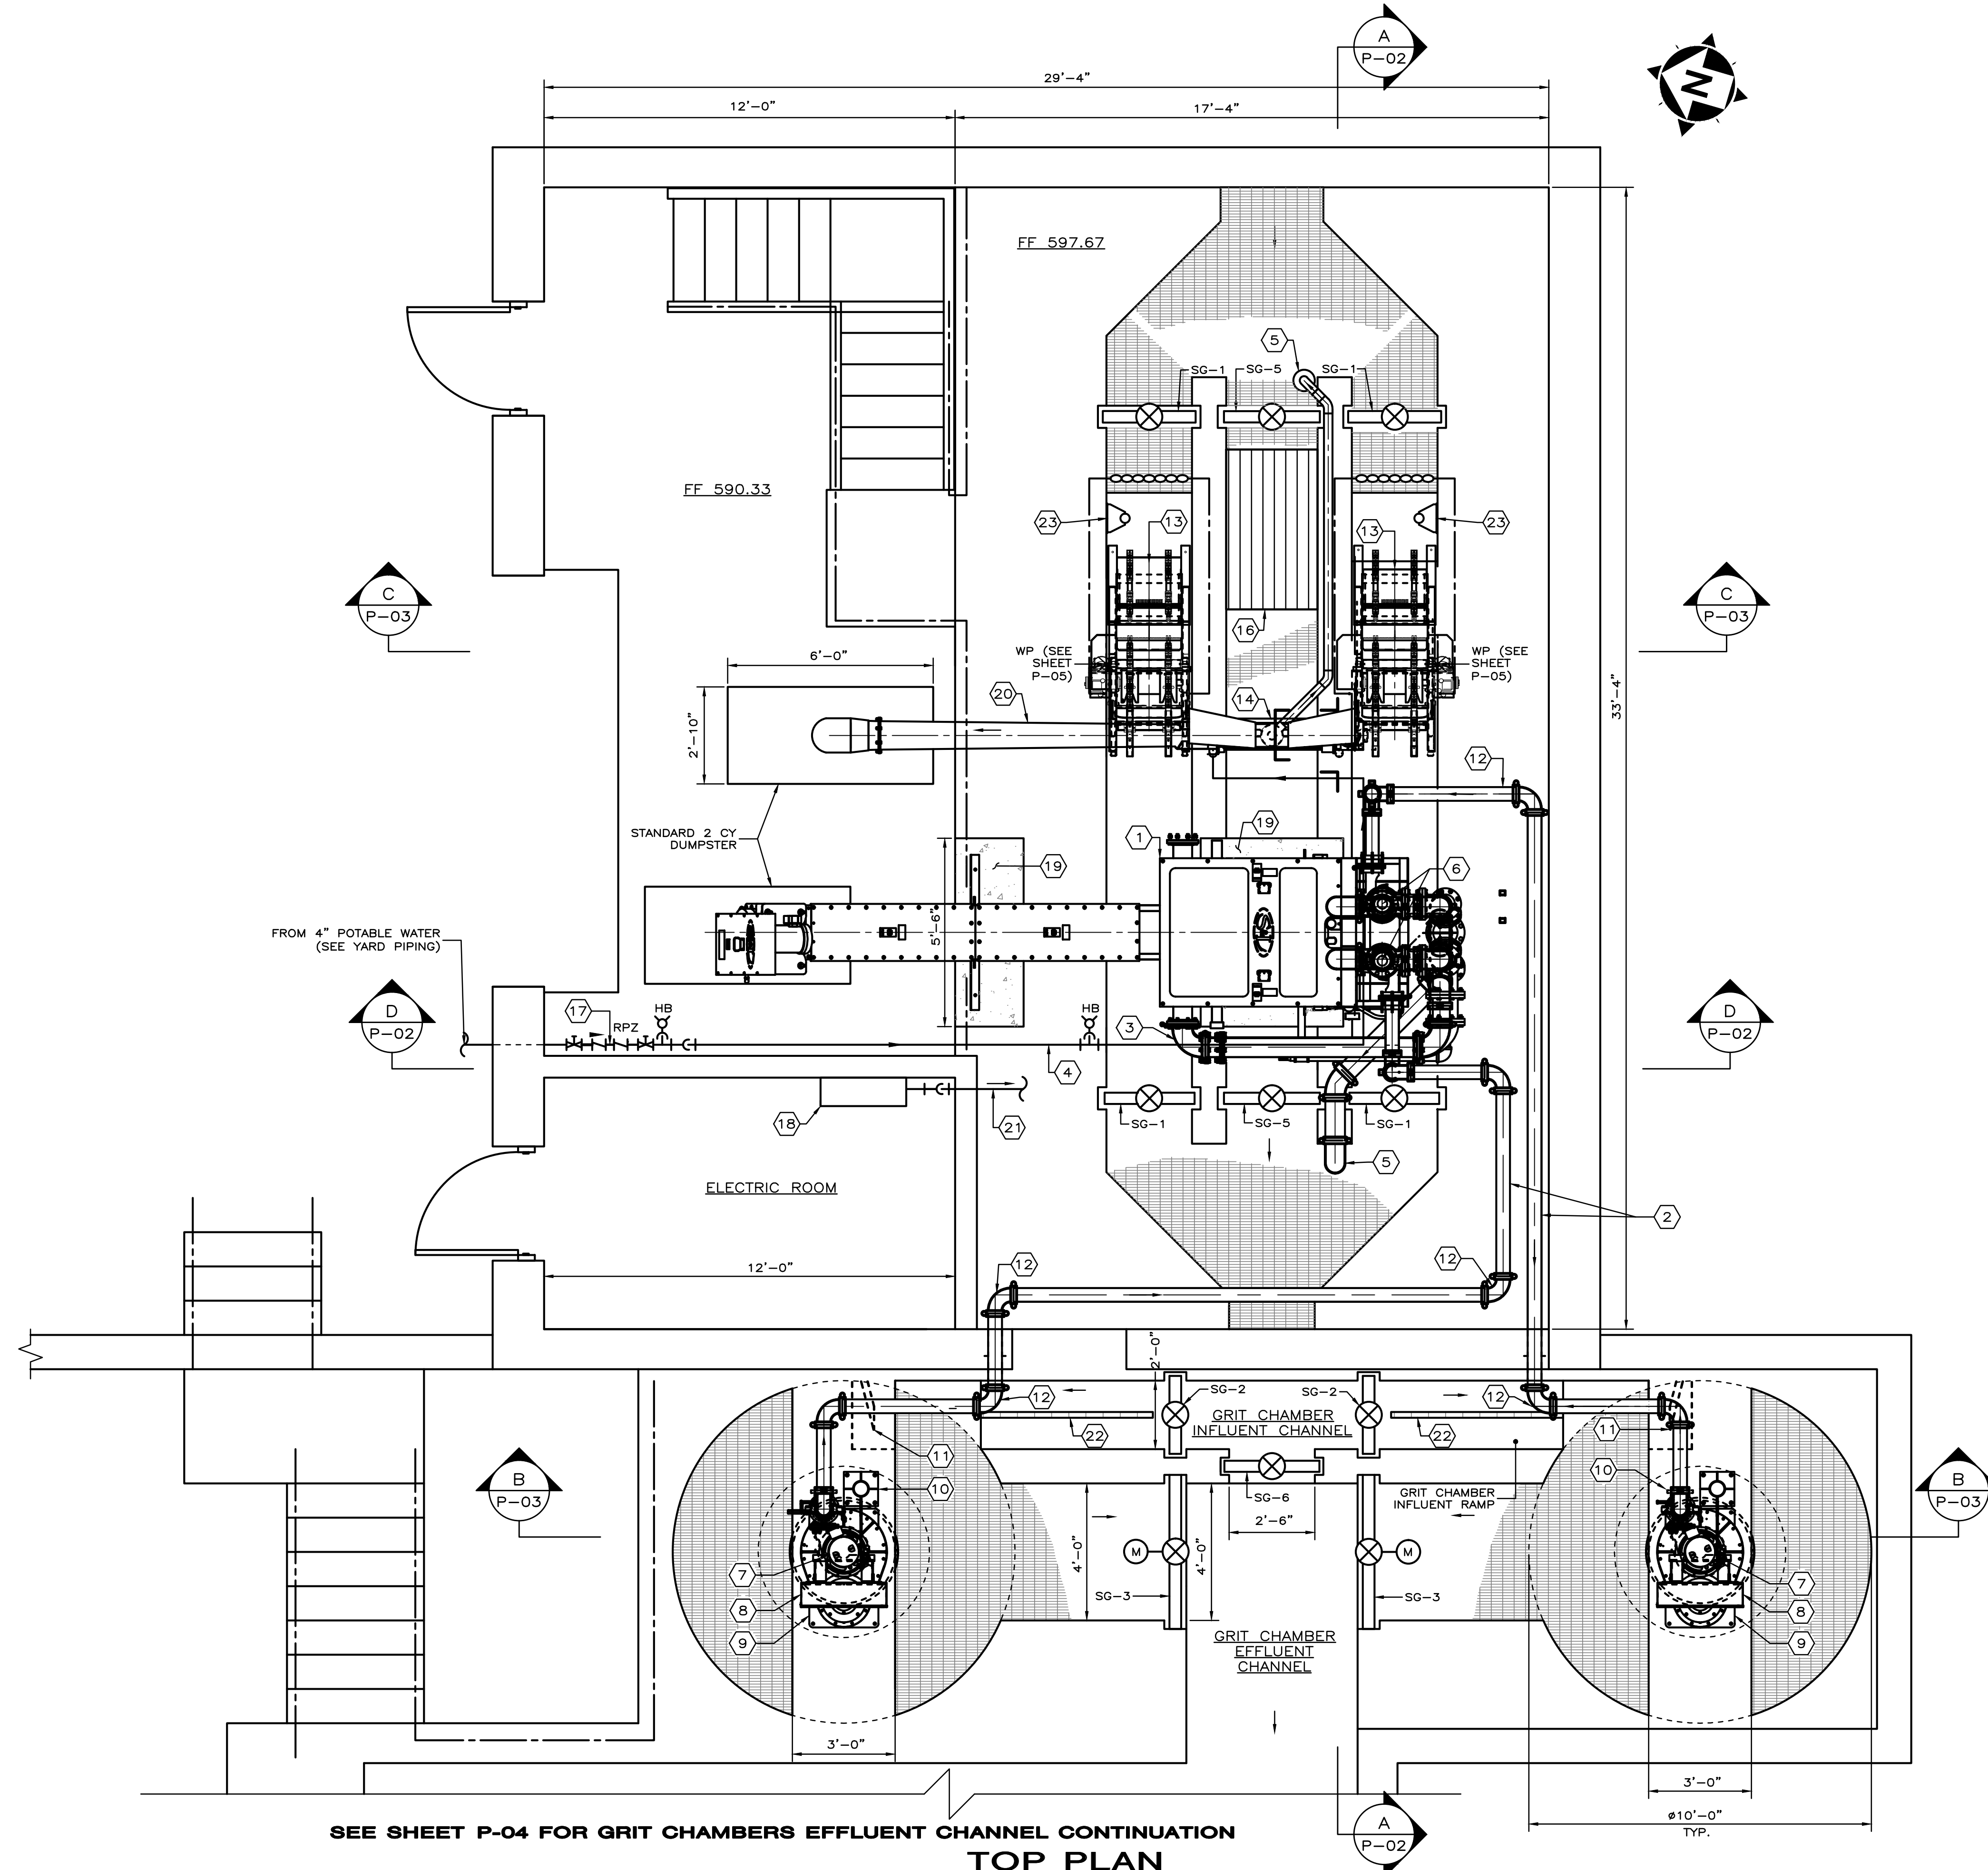 A
P-02
N
29'-4"
12'-0"
17'-4"
FF 597.67
5
SG-1
SG-5
SG-1
FF 590.33
23
13
13
23
C
P-03
C
P-03
16
WP (SEE
SHEET
P-05)
WP (SEE
SHEET
P-05)
6'-0"
20
14
2'-10"
33'-4"
12
STANDARD 2 CY
DUMPSTER
1
19
19
6
5'-6"
FROM 4" POTABLE WATER
(SEE YARD PIPING)
D
P-02
D
P-02
17
RPZ
HB
HB
3
4
18
21
SG-1
SG-5
SG-1
5
ELECTRIC ROOM
2
12'-0"
12
12
2'-0"
12
SG-2
SG-2
12
GRIT CHAMBER
INFLUENT CHANNEL
22
22
11
11
B
P-03
10
10
B
P-03
SG-6
GRIT CHAMBER
INFLUENT RAMP
2'-6"
4'-0"
4'-0"
M
M
7
7
8
8
SG-3
SG-3
9
9
GRIT CHAMBER
EFFLUENT
CHANNEL
3'-0"
3'-0"
ø10'-0"
TYP.
A
P-02
SEE SHEET P-04 FOR GRIT CHAMBERS EFFLUENT CHANNEL CONTINUATION
TOP PLAN